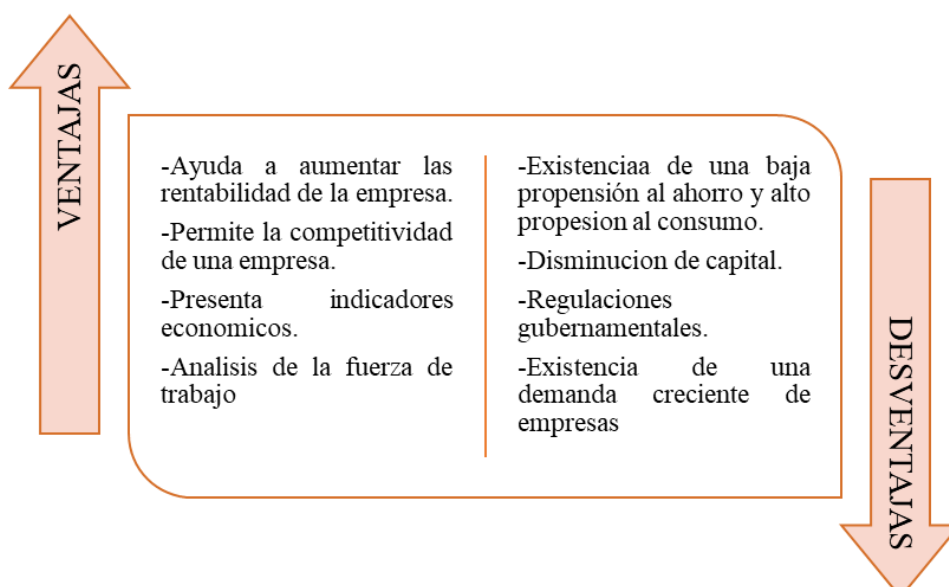 VENTAJAS
-Ayuda a aumentar las
rentabilidad de la empresa.
-Permite la competitividad
de una empresa.
-Presenta indicadores
economicos.
-Analisis de la fuerza de
trabajo
-Existenciaa de una baja
propensión al ahorro y alto
propesion al consumo.
-Disminucion de capital.
-Regulaciones
gubernamentales.
-Existencia de una
demanda creciente de
empresas
DESVENTAJAS